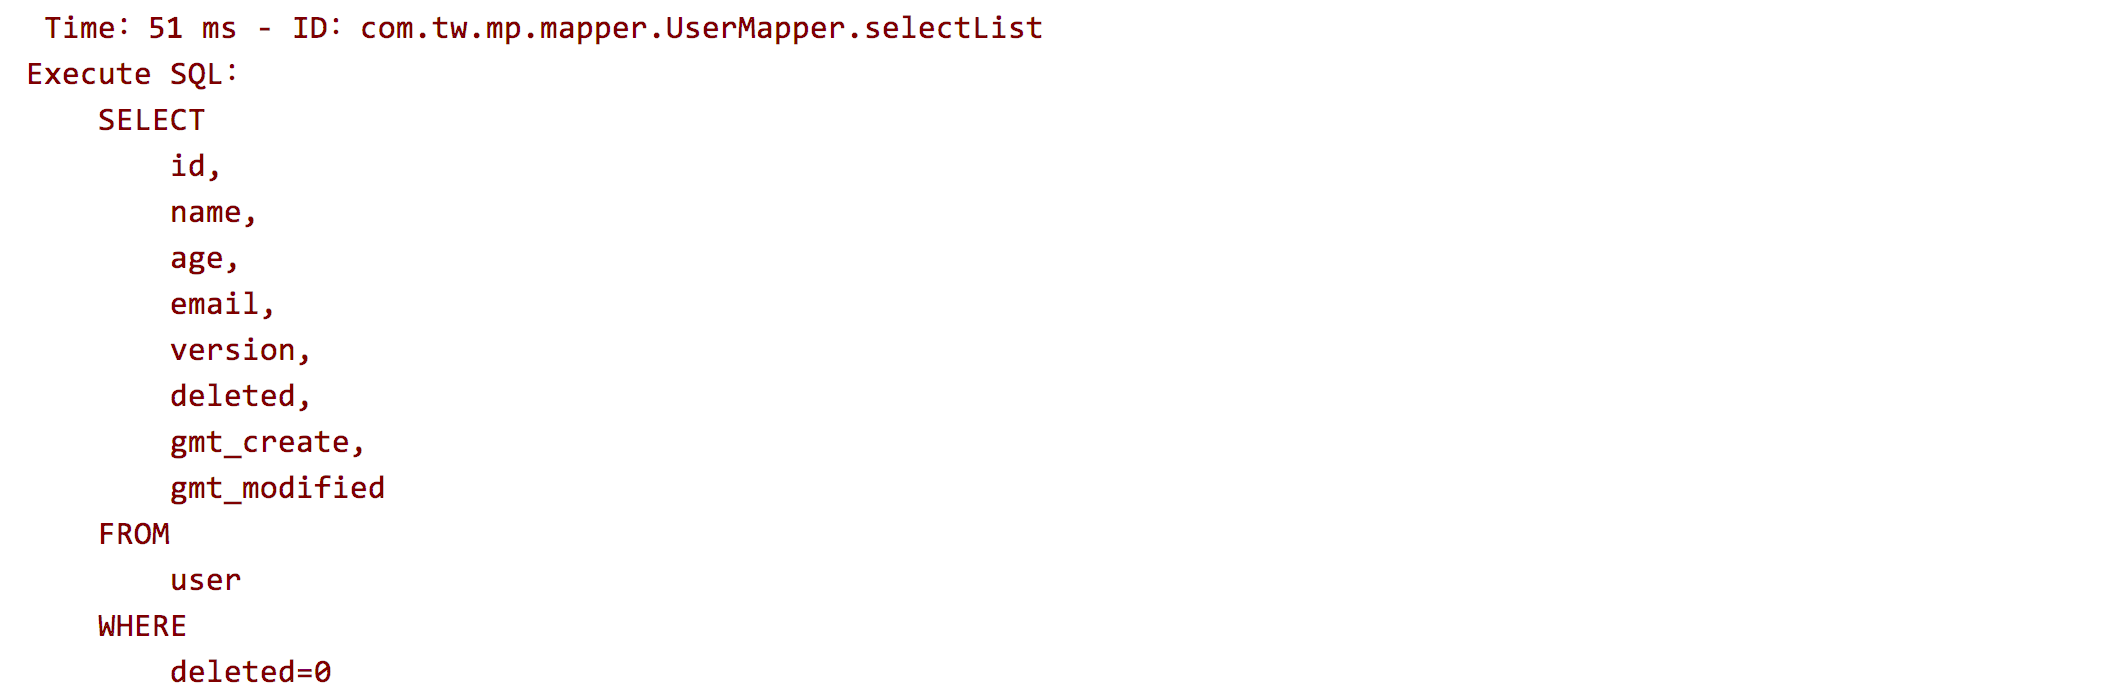 Time：51 ms - ID：com.tw.mp.mapper.UserMapper.selectList
Execute SQL：
SELECT
id,
name,
age,
email,
version,
deleted,
gmt_create,
gmt_modified
FROM
user
WHERE
deleted=0